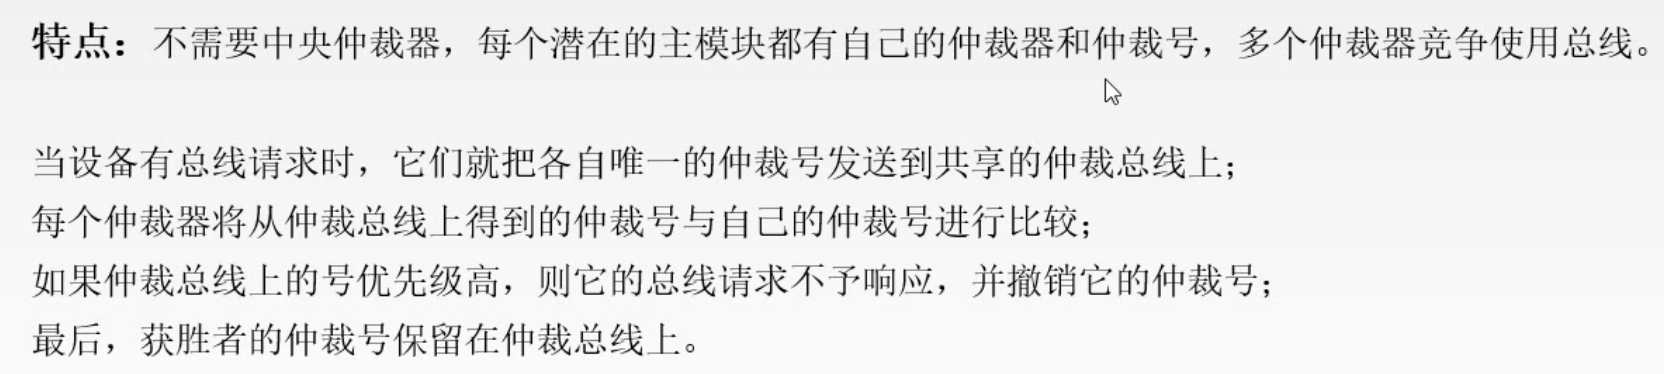 特点：不需要中央仲裁器，每个潜在的主模块都有自己的仲裁器和仲裁号，多个仲裁器竞争使用总线。
当设备有总线请求时，它们就把各自唯一的仲裁号发送到共享的仲裁总线上；
每个仲裁器将从仲裁总线上得到的仲裁号与自己的仲裁号进行比较；
如果仲裁总线上的号优先级高，则它的总线请求不予响应，并撤销它的仲裁号；
最后，获胜者的仲裁号保留在仲裁总线上。